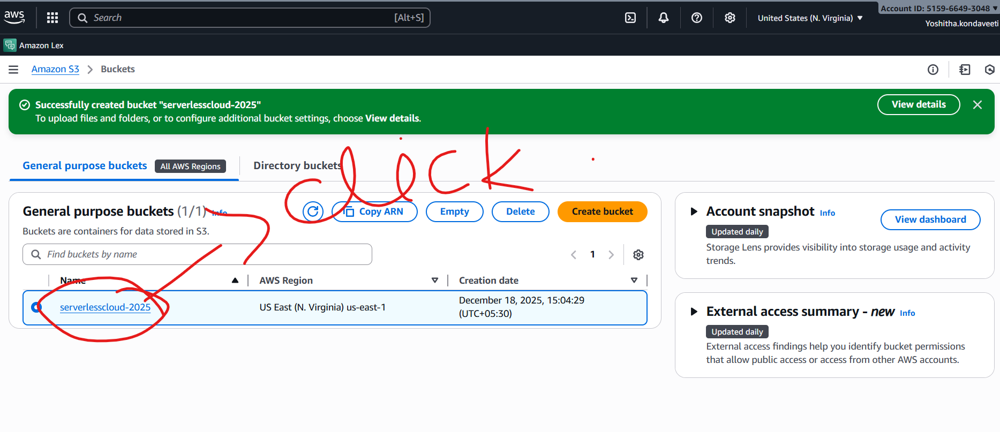 aws
Search [Alt+S]
United States (N. Virginia)
Account ID: 5159-6649-3048
Yoshitha.kondaveeti
Amazon Lex
Amazon S3 Buckets
Successfully created bucket "serverlesscloud-2025"
To upload files and folders, or to configure additional bucket settings, choose View details.
View details
click
General purpose buckets All AWS Regions Directory buckets
General purpose buckets (1/1) Info
Copy ARN Empty Delete Create bucket
Buckets are containers for data stored in S3.
Find buckets by name
1
Name AWS Region Creation date
serverlesscloud-2025 US East (N. Virginia) us-east-1 December 18, 2025, 15:04:29
(UTC+05:30)
Account snapshot Info
View dashboard
Updated daily
Storage Lens provides visibility into storage usage and activity
trends.
External access summary - new Info
Updated daily
External access findings help you identify bucket permissions
that allow public access or access from other AWS accounts.